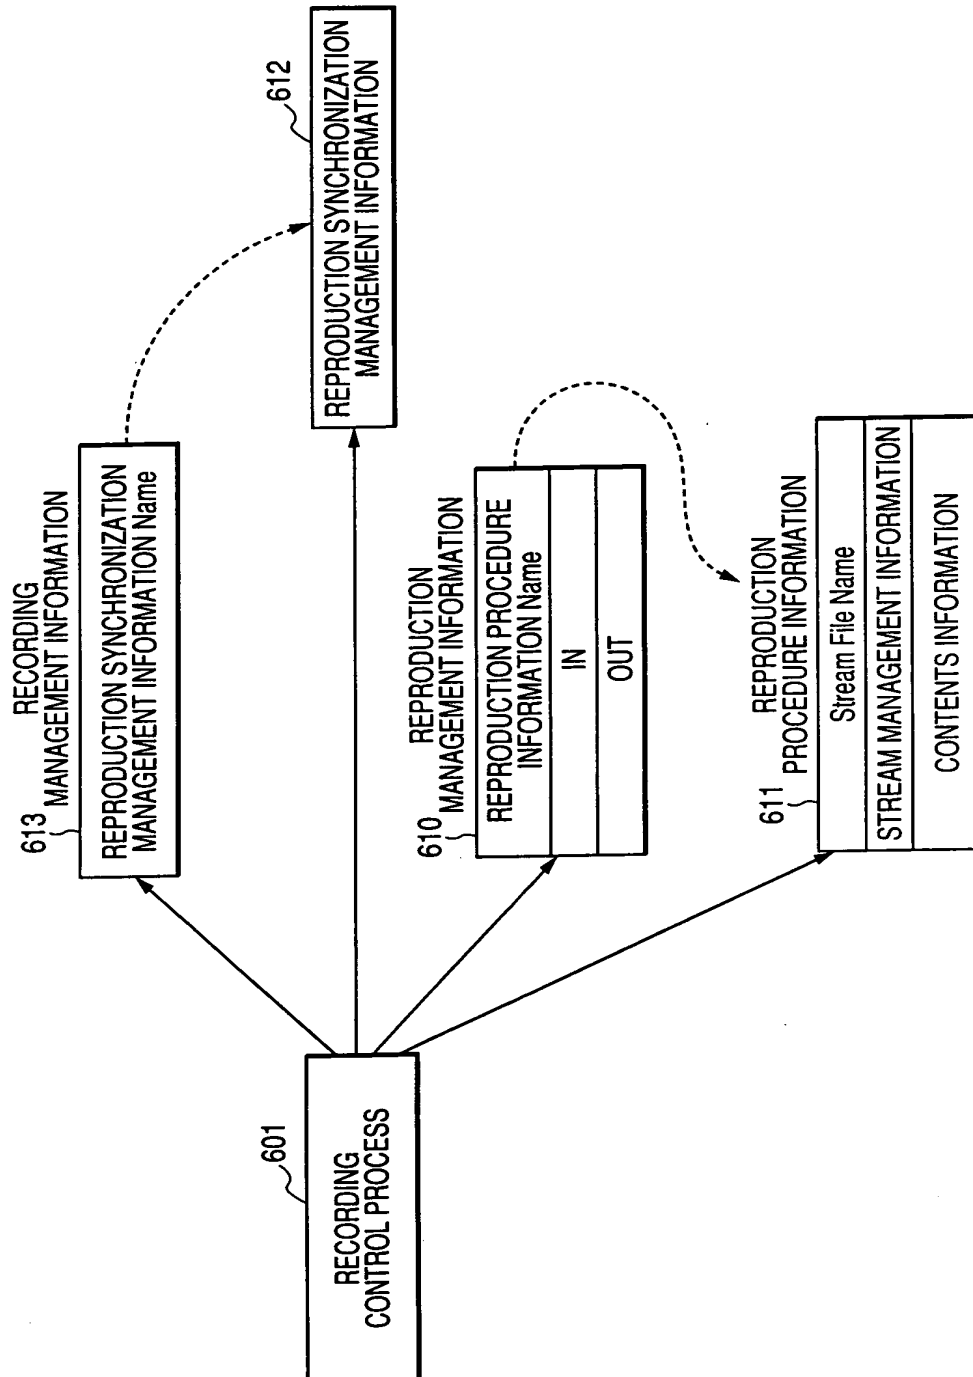 601
RECORDING
CONTROL PROCESS
RECORDING
MANAGEMENT INFORMATION
613
REPRODUCTION SYNCHRONIZATION
MANAGEMENT INFORMATION Name
612
REPRODUCTION SYNCHRONIZATION
MANAGEMENT INFORMATION
REPRODUCTION
MANAGEMENT INFORMATION
610
REPRODUCTION PROCEDURE
INFORMATION Name
IN
OUT
REPRODUCTION
PROCEDURE INFORMATION
611
Stream File Name
STREAM MANAGEMENT INFORMATION
CONTENTS INFORMATION